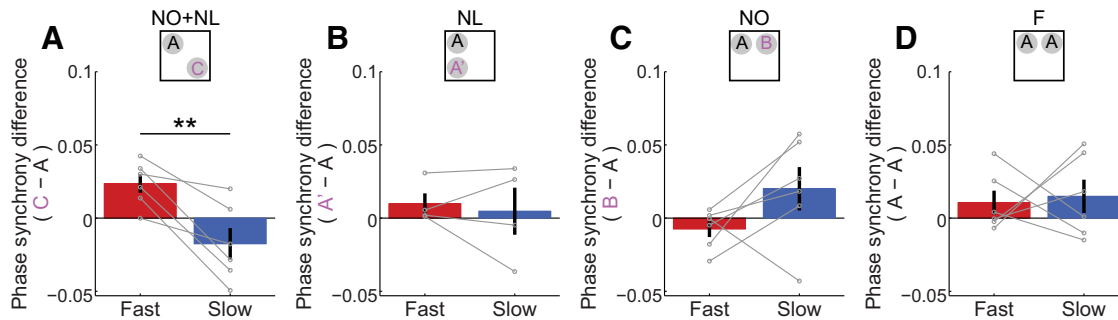 A
NO+NL
A
C
Phase synchrony difference
( C – A )
0.1
0.05
0
−0.05
**
Fast
Slow
B
NL
A
A'
Phase synchrony difference
( A' – A )
0.1
0.05
0
−0.05
Fast
Slow
C
NO
A B
Phase synchrony difference
( B – A )
0.1
0.05
0
−0.05
Fast
Slow
D
F
A A
Phase synchrony difference
( A – A )
0.1
0.05
0
−0.05
Fast
Slow